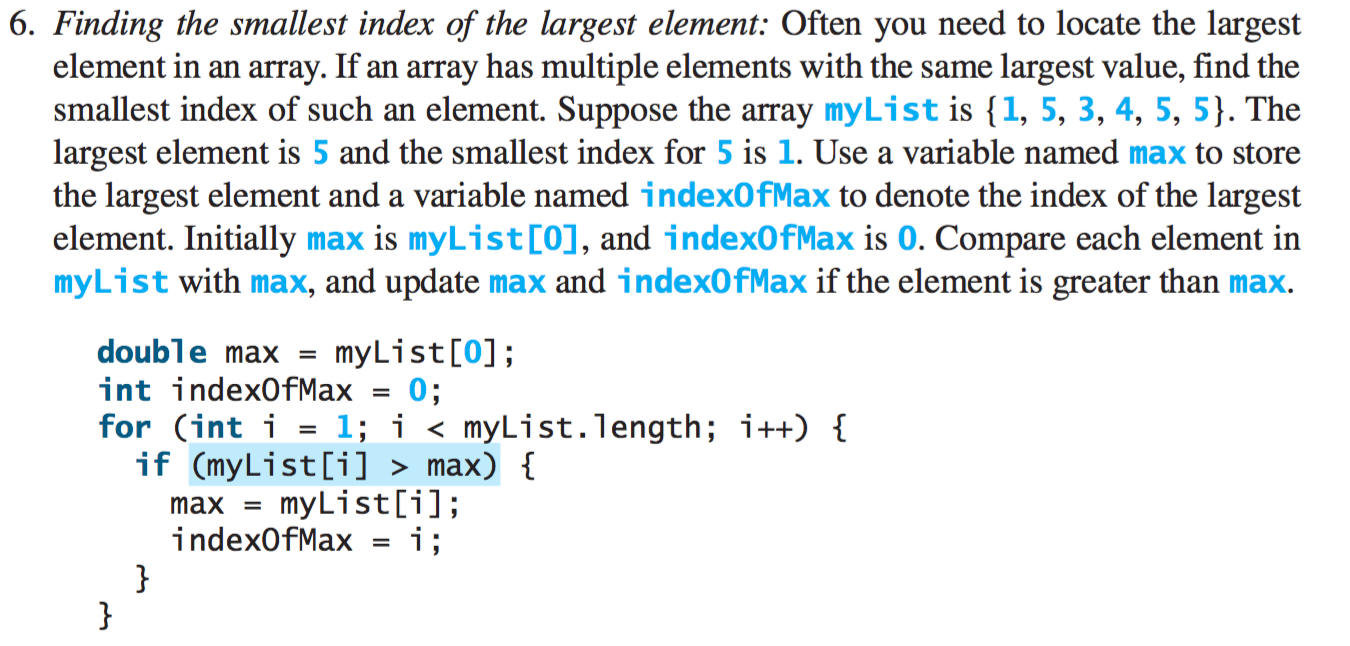 6. Finding the smallest index of the largest element: Often you need to locate the largest
element in an array. If an array has multiple elements with the same largest value, find the
smallest index of such an element. Suppose the array myList is {1, 5, 3, 4, 5, 5}. The
largest element is 5 and the smallest index for 5 is 1. Use a variable named max to store
the largest element and a variable named indexOfMax to denote the index of the largest
element. Initially max is myList[0], and indexOfMax is 0. Compare each element in
myList with max, and update max and indexOfMax if the element is greater than max.
double max = myList[0];
int indexOfMax = 0;
for (int i = 1; i < myList.length; i++) {
if (myList[i] > max) {
max = myList[i];
indexOfMax = i;
}
}